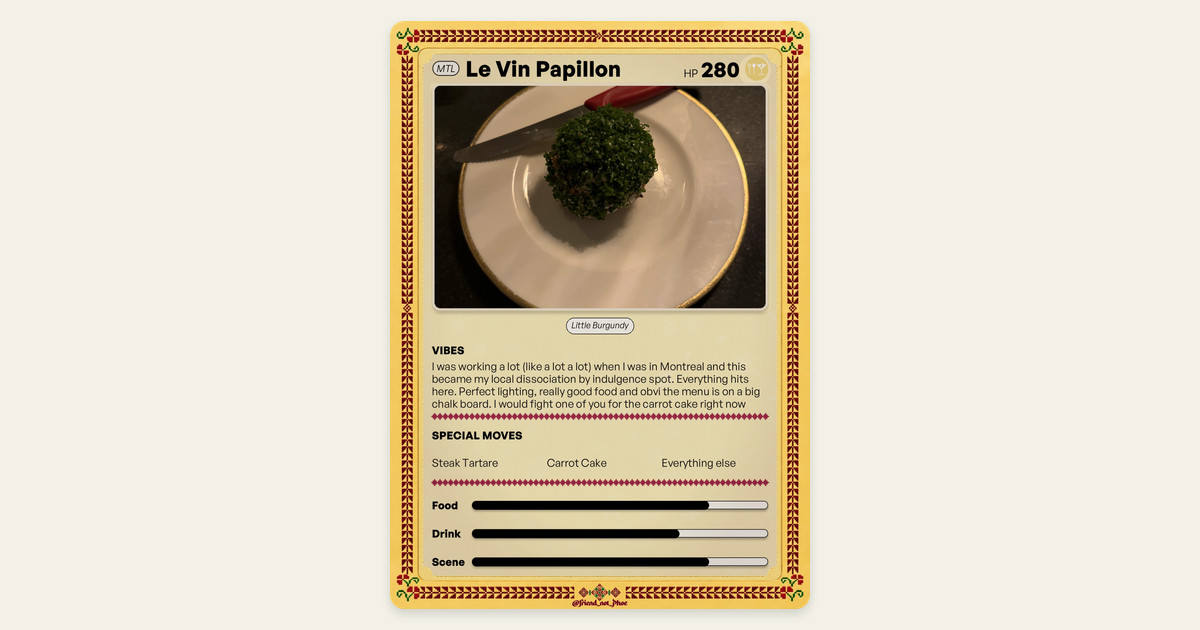 MTL Le Vin Papillon HP 280
Little Burgundy
VIBES
I was working a lot (like a lot a lot) when I was in Montreal and this
became my local dissociation by indulgence spot. Everything hits
here. Perfect lighting, really good food and obvi the menu is on a big
chalk board. I would fight one of you for the carrot cake right now
SPECIAL MOVES
Steak Tartare Carrot Cake Everything else
Food
Drink
Scene
@friend_not_phoe